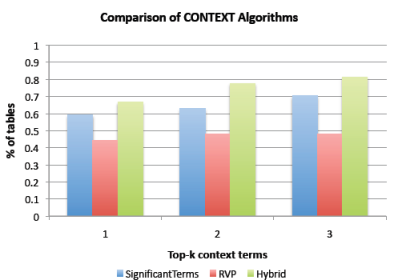 Comparison of CONTEXT Algorithms
% of tables
1
0.9
0.8
0.7
0.6
0.5
0.4
0.3
0.2
0.1
0
1 2 3
Top-k context terms
SignificantTerms RVP Hybrid